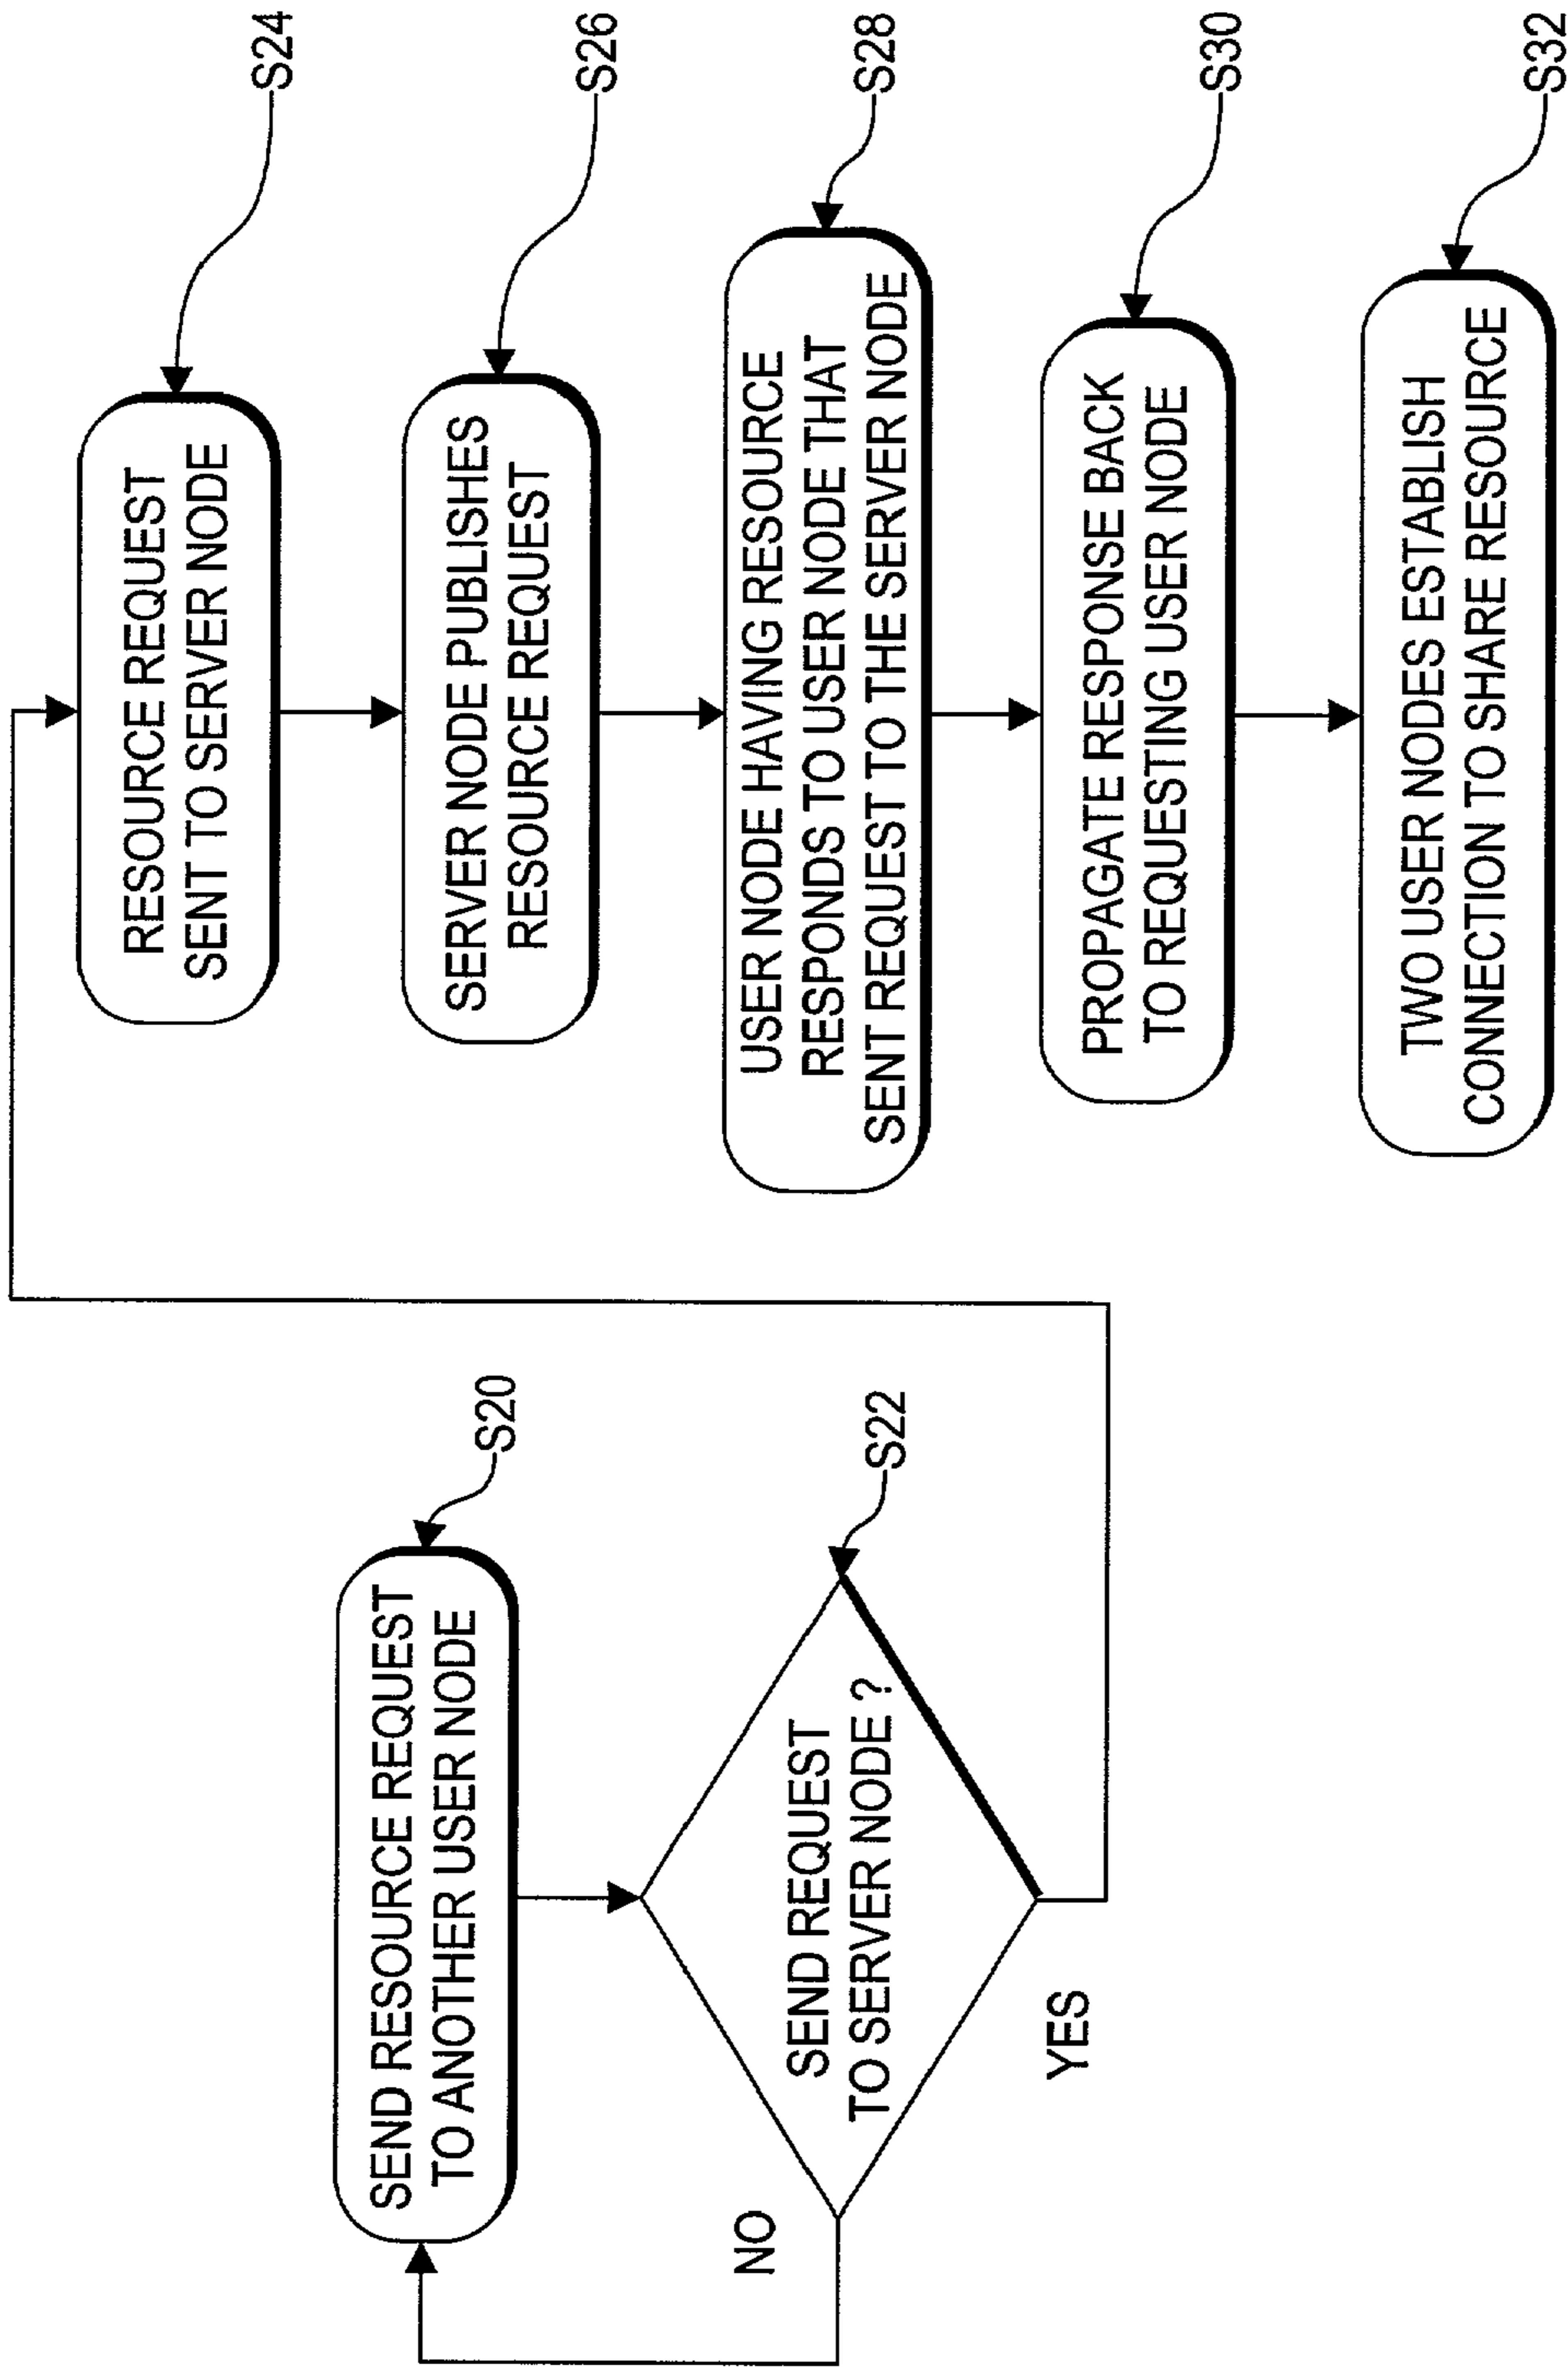 SEND RESOURCE REQUEST
TO ANOTHER USER NODE
S20
SEND REQUEST
TO SERVER NODE ?
S22
NO
YES
RESOURCE REQUEST
SENT TO SERVER NODE
S24
SERVER NODE PUBLISHES
RESOURCE REQUEST
S26
USER NODE HAVING RESOURCE
RESPONDS TO USER NODE THAT
SENT REQUEST TO THE SERVER NODE
S28
PROPAGATE RESPONSE BACK
TO REQUESTING USER NODE
S30
TWO USER NODES ESTABLISH
CONNECTION TO SHARE RESOURCE
S32